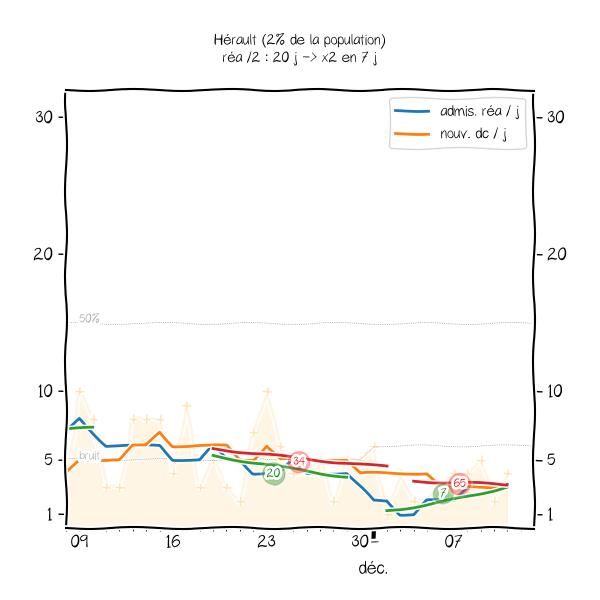 Hérault (2% de la population)
réa /2 : 20 j -> x2 en 7 j
admis. réa / j
nouv. dc / j
30 30
20 20
50%
10 10
bruit
5 5
34
20
65
7
1 1
09 16 23 30 07
déc.